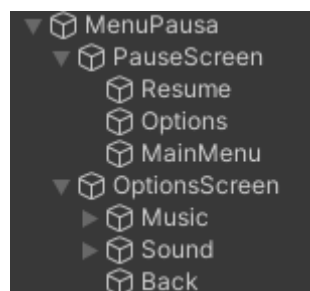 MenuPausa
PauseScreen
Resume
Options
MainMenu
OptionsScreen
Music
Sound
Back